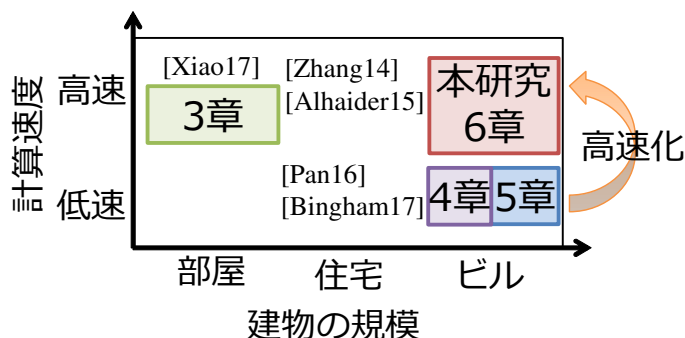 計算速度
高速
低速
[Xiao17]
3章
[Zhang14]
[Alhaider15]
本研究
6章
高速化
[Pan16]
[Bingham17]
4章
5章
部屋
住宅
ビル
建物の規模